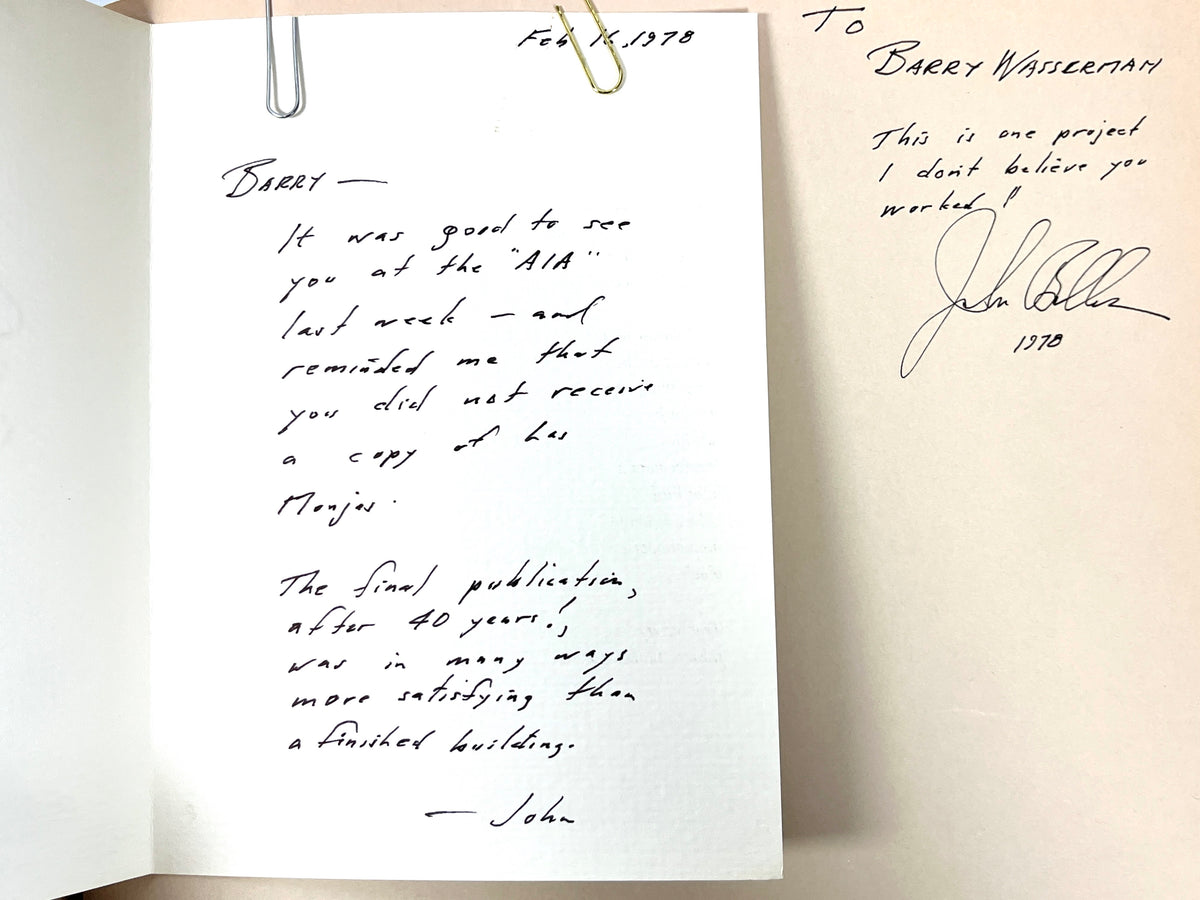 Feb 16, 1978
BARRY —
It was good to see
you at the "AIA"
last week — and
reminded me that
you did not receive
a copy of Las
Monjas.
The final publication,
after 40 years!,
was in many ways
more satisfying than
a finished building.
— John
TO
BARRY WASSERMAN
This is one project
I don't believe you
worked!
John Bolles
1978